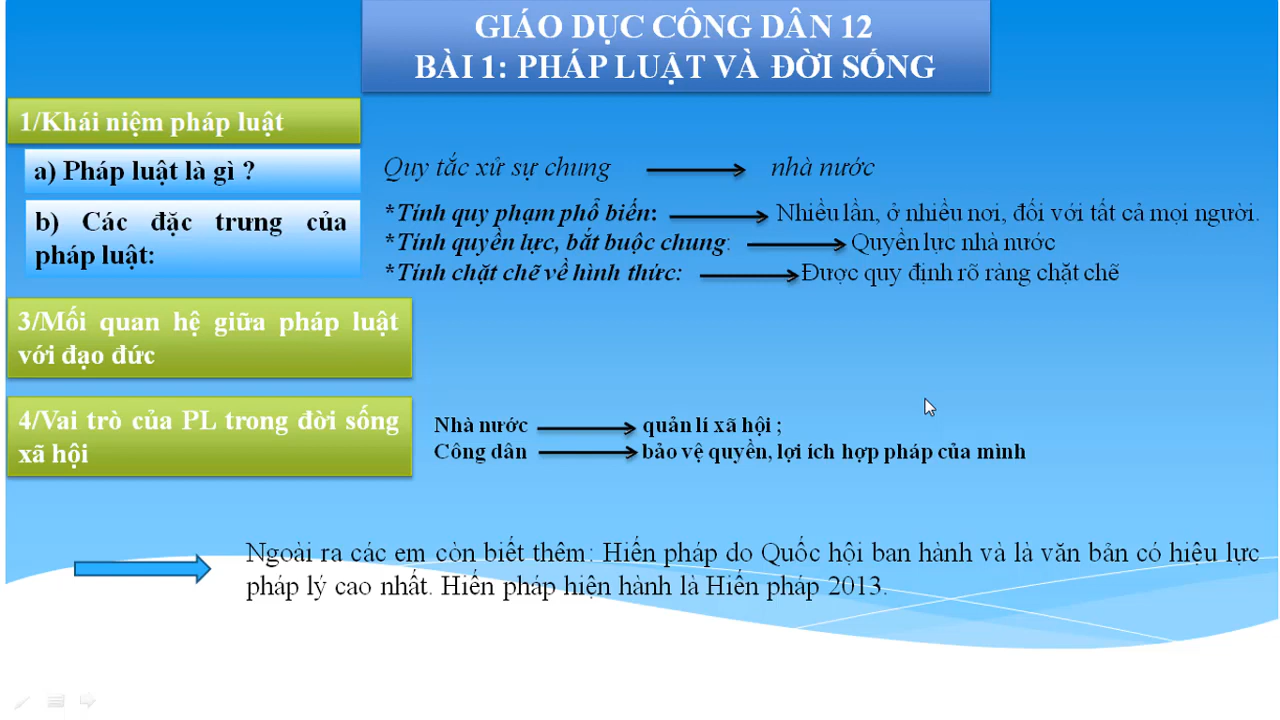 GIÁO DỤC CÔNG DÂN 12
BÀI 1: PHÁP LUẬT VÀ ĐỜI SỐNG
1/Khái niệm pháp luật
a) Pháp luật là gì ?
Quy tắc xử sự chung nhà nước
b) Các đặc trưng của
pháp luật:
*Tính quy phạm phổ biến: Nhiều lần, ở nhiều nơi, đối với tất cả mọi người.
*Tính quyền lực, bắt buộc chung: Quyền lực nhà nước
*Tính chặt chẽ về hình thức: Được quy định rõ ràng chặt chẽ
3/Mối quan hệ giữa pháp luật
với đạo đức
4/Vai trò của PL trong đời sống
xã hội
Nhà nước quản lí xã hội ;
Công dân bảo vệ quyền, lợi ích hợp pháp của mình
Ngoài ra các em còn biết thêm: Hiến pháp do Quốc hội ban hành và là văn bản có hiệu lực
pháp lý cao nhất. Hiến pháp hiện hành là Hiến pháp 2013.